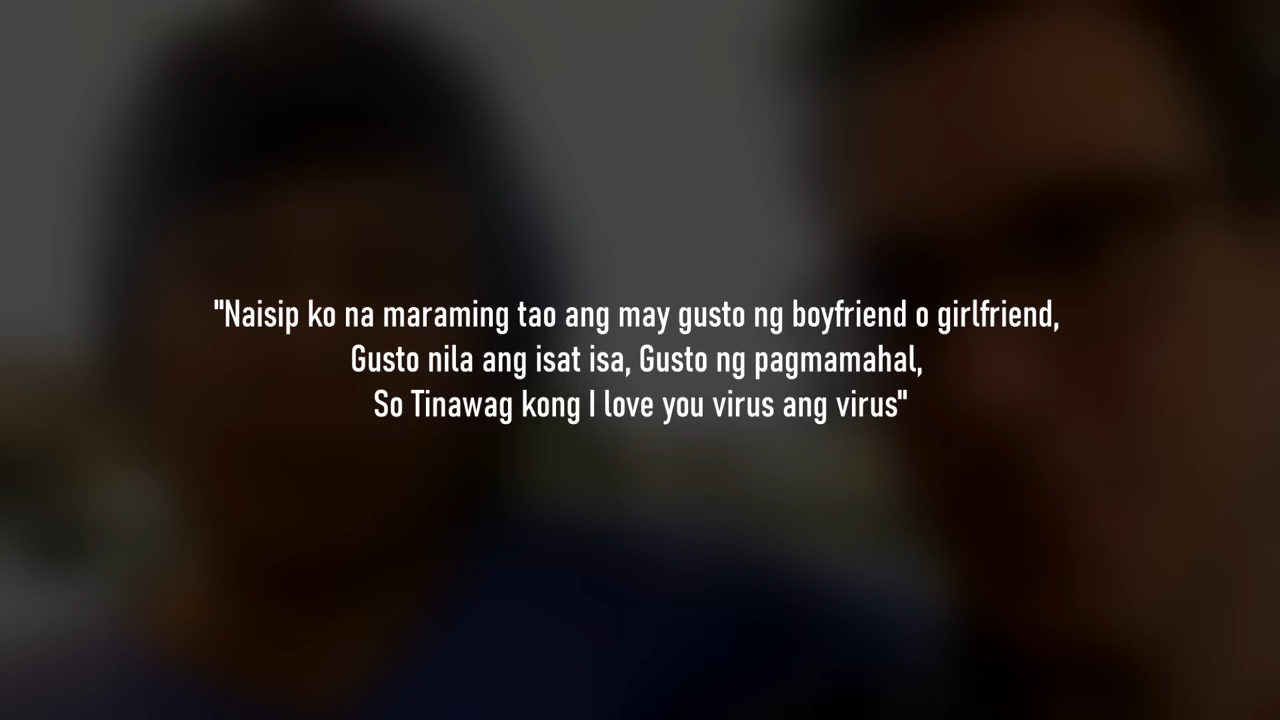 "Naisip ko na maraming tao ang may gusto ng boyfriend o girlfriend,
Gusto nila ang isat isa, Gusto ng pagmamahal,
So Tinawag kong I love you virus ang virus"